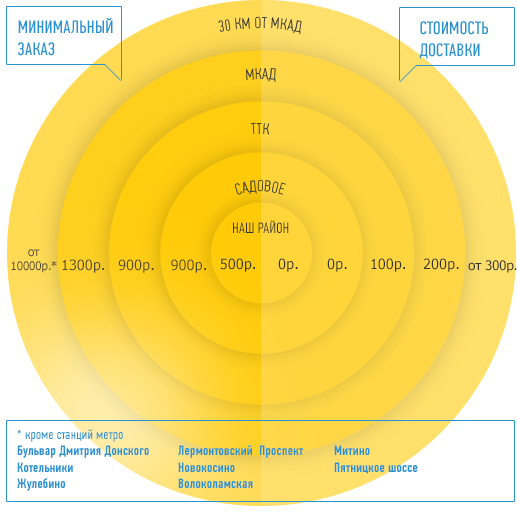 МИНИМАЛЬНЫЙ
ЗАКАЗ
30 КМ ОТ МКАД
СТОИМОСТЬ
ДОСТАВКИ
МКАД
ТТК
САДОВОЕ
НАШ РАЙОН
от
10000р.* 1300р. 900р. 900р. 500р. 0р. 0р. 100р. 200р. от 300р.
* кроме станций метро
Бульвар Дмитрия Донского Лермонтовский Проспект Митино
Котельники Новокосино Пятницкое шоссе
Жулебино Волоколамская